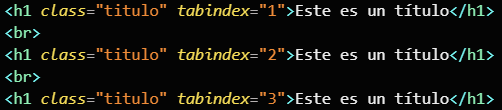 <h1 class="titulo" tabindex="1">Este es un título</h1>
<br>
<h1 class="titulo" tabindex="2">Este es un título</h1>
<br>
<h1 class="titulo" tabindex="3">Este es un título</h1>